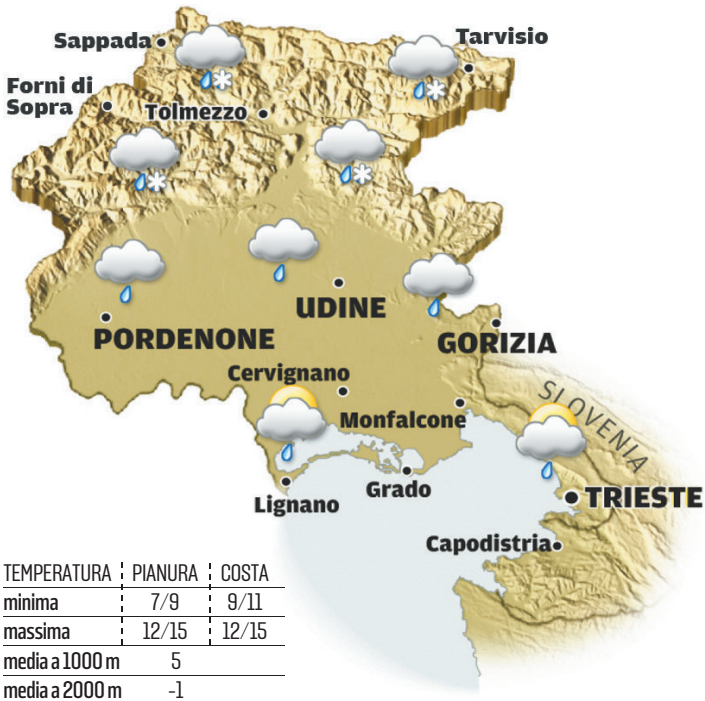 Sappada
Tarvisio
Forni di
Sopra
Tolmezzo
UDINE
PORDENONE
GORIZIA
Cervignano
SLOVENIA
Monfalcone
Grado
Lignano
TRIESTE
Capodistria
TEMPERATURA PIANURA COSTA
minima 7/9 9/11
massima 12/15 12/15
media a 1000 m 5
media a 2000 m -1